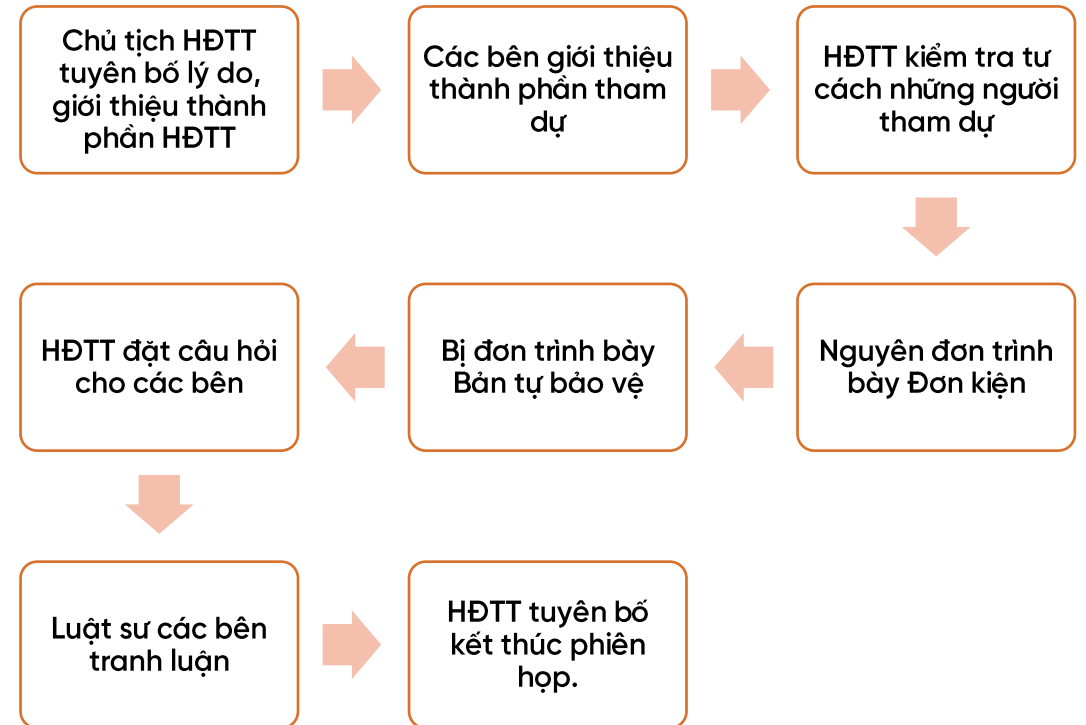 Chủ tịch HĐTT
tuyên bố lý do,
giới thiệu thành
phần HĐTT
Các bên giới thiệu
thành phần tham
dự
HĐTT kiểm tra tư
cách những người
tham dự
Nguyên đơn trình
bày Đơn kiện
Bị đơn trình bày
Bản tự bảo vệ
HĐTT đặt câu hỏi
cho các bên
Luật sư các bên
tranh luận
HĐTT tuyên bố
kết thúc phiên
họp.